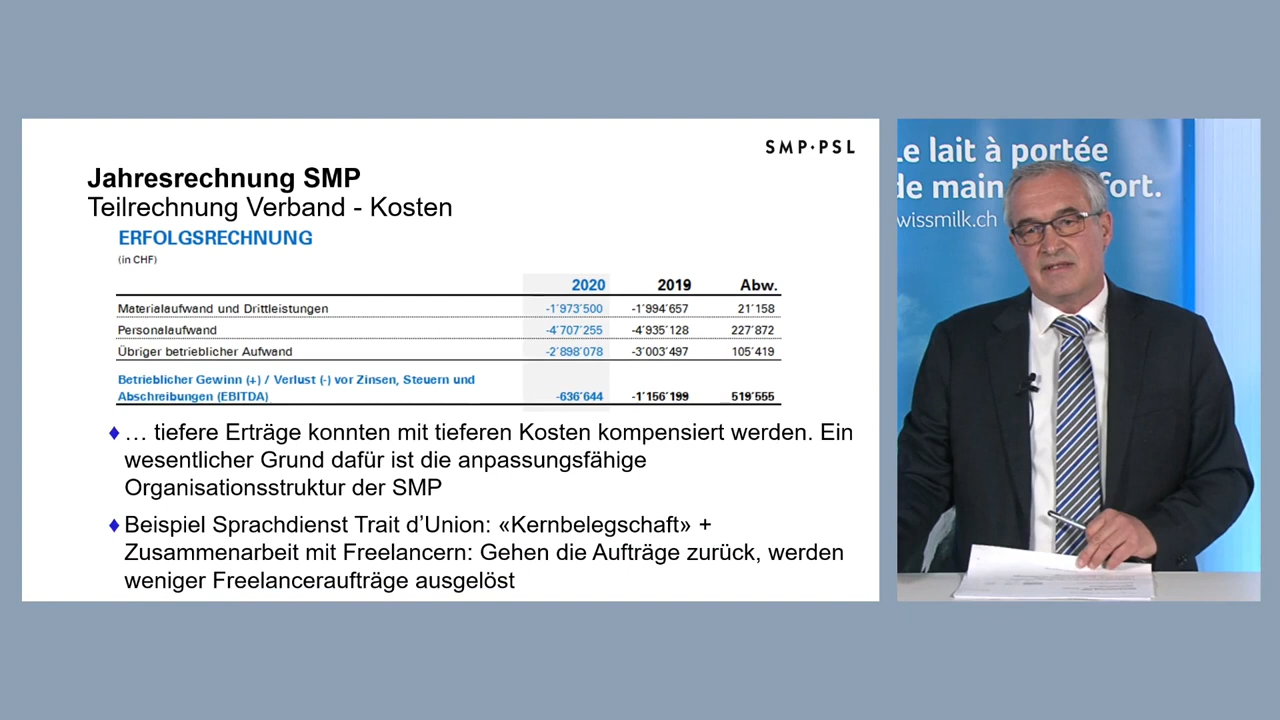 SMP·PSL
Jahresrechnung SMP
Teilrechnung Verband - Kosten
ERFOLGSRECHNUNG
(in CHF)
2020 2019 Abw.
Materialaufwand und Drittleistungen -1’973’500 -1’994’657 21’158
Personalaufwand -4’707’255 -4’935’128 227’872
Übriger betrieblicher Aufwand -2’898’078 -3’003’497 105’419
Betrieblicher Gewinn (+) / Verlust (-) vor Zinsen, Steuern und
Abschreibungen (EBITDA) -636’644 -1’156’199 519’555
♦ … tiefere Erträge konnten mit tieferen Kosten kompensiert werden. Ein
wesentlicher Grund dafür ist die anpassungsfähige
Organisationsstruktur der SMP
♦ Beispiel Sprachdienst Trait d’Union: «Kernbelegschaft» +
Zusammenarbeit mit Freelancern: Gehen die Aufträge zurück, werden
weniger Freelanceraufträge ausgelöst
Le lait à portée
de main fort.
wissmilk.ch